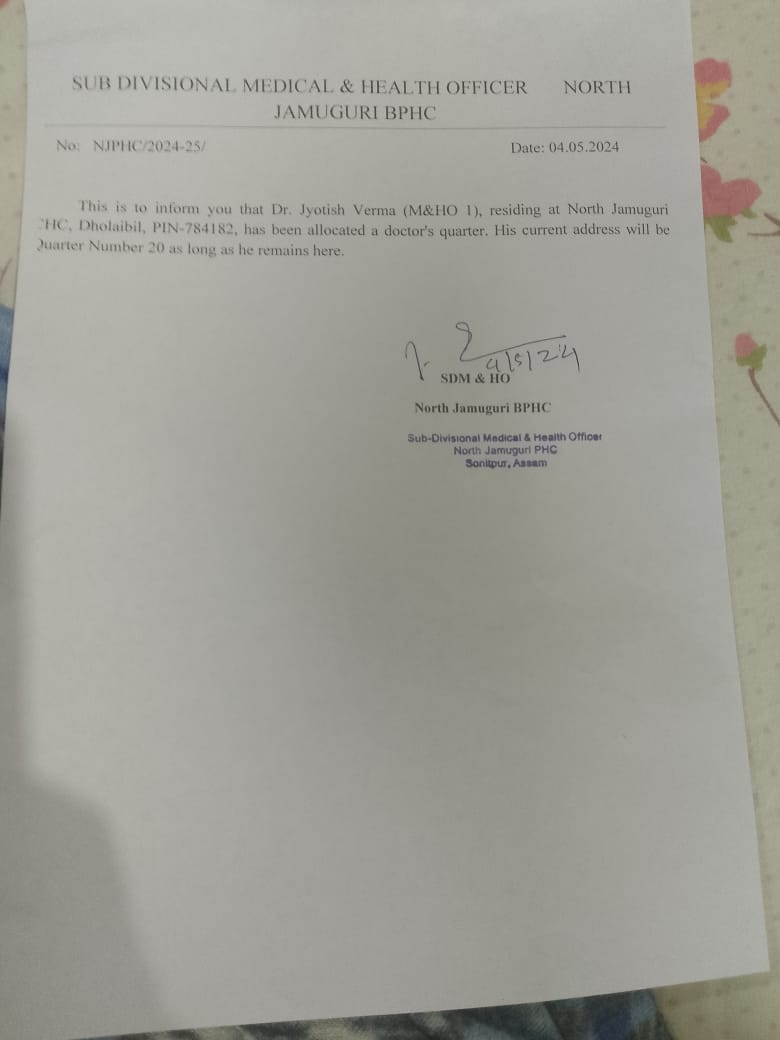 SUB DIVISIONAL MEDICAL & HEALTH OFFICER NORTH
JAMUGURI BPHC
No: NJPHC/2024-25/ Date: 04.05.2024
This is to inform you that Dr. Jyotish Verma (M&HO 1), residing at North Jamuguri
CHC, Dholaibil, PIN-784182, has been allocated a doctor's quarter. His current address will be
Quarter Number 20 as long as he remains here.
4/5/24
SDM & HO
North Jamuguri BPHC
Sub-Divisional Medical & Health Officer
North Jamuguri PHC
Sonitpur, Assam